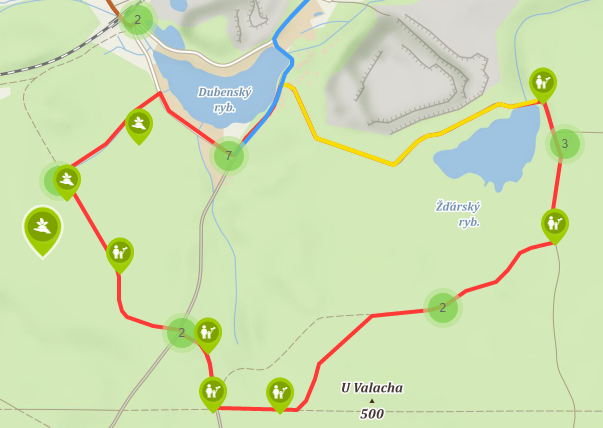 2
Dubenský
ryb.
7
3
Žďárský
ryb.
2
2
U Valacha
500